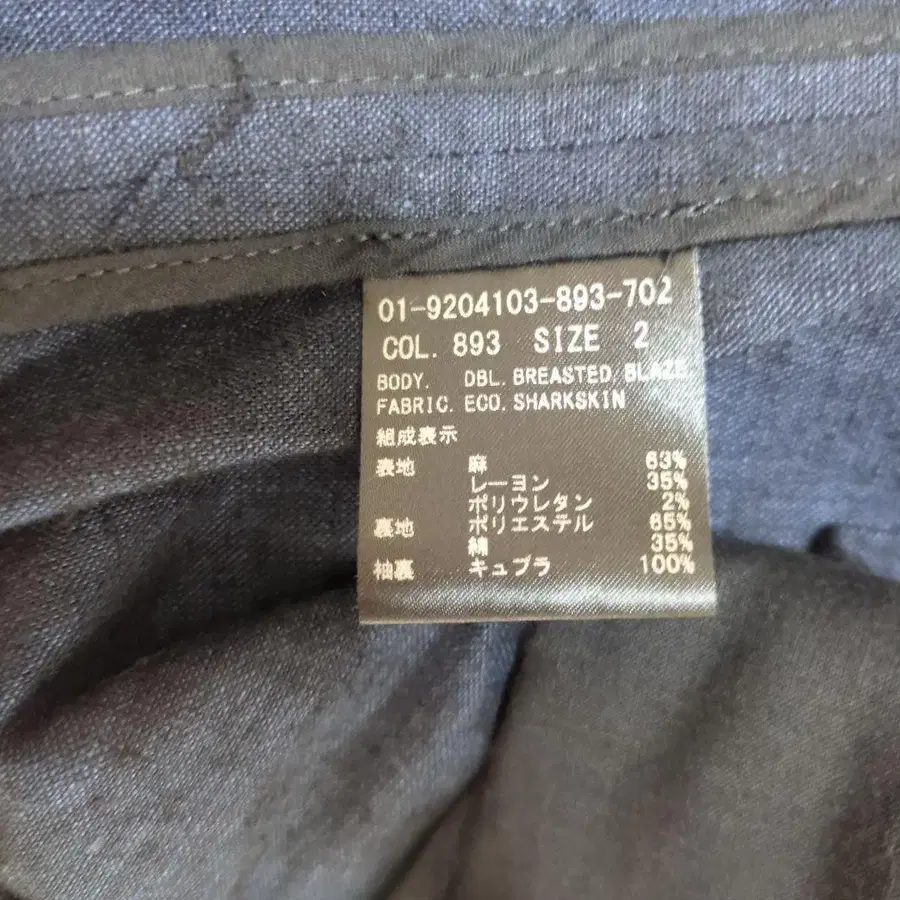 01-9204103-893-702
COL. 893 SIZE 2
BODY. DBL. BREASTED BLAZE
FABRIC. ECO. SHARKSKIN
組成表示
表地 麻 63%
レーヨン 35%
ポリウレタン 2%
裏地 ポリエステル 65%
綿 35%
袖裏 キュプラ 100%